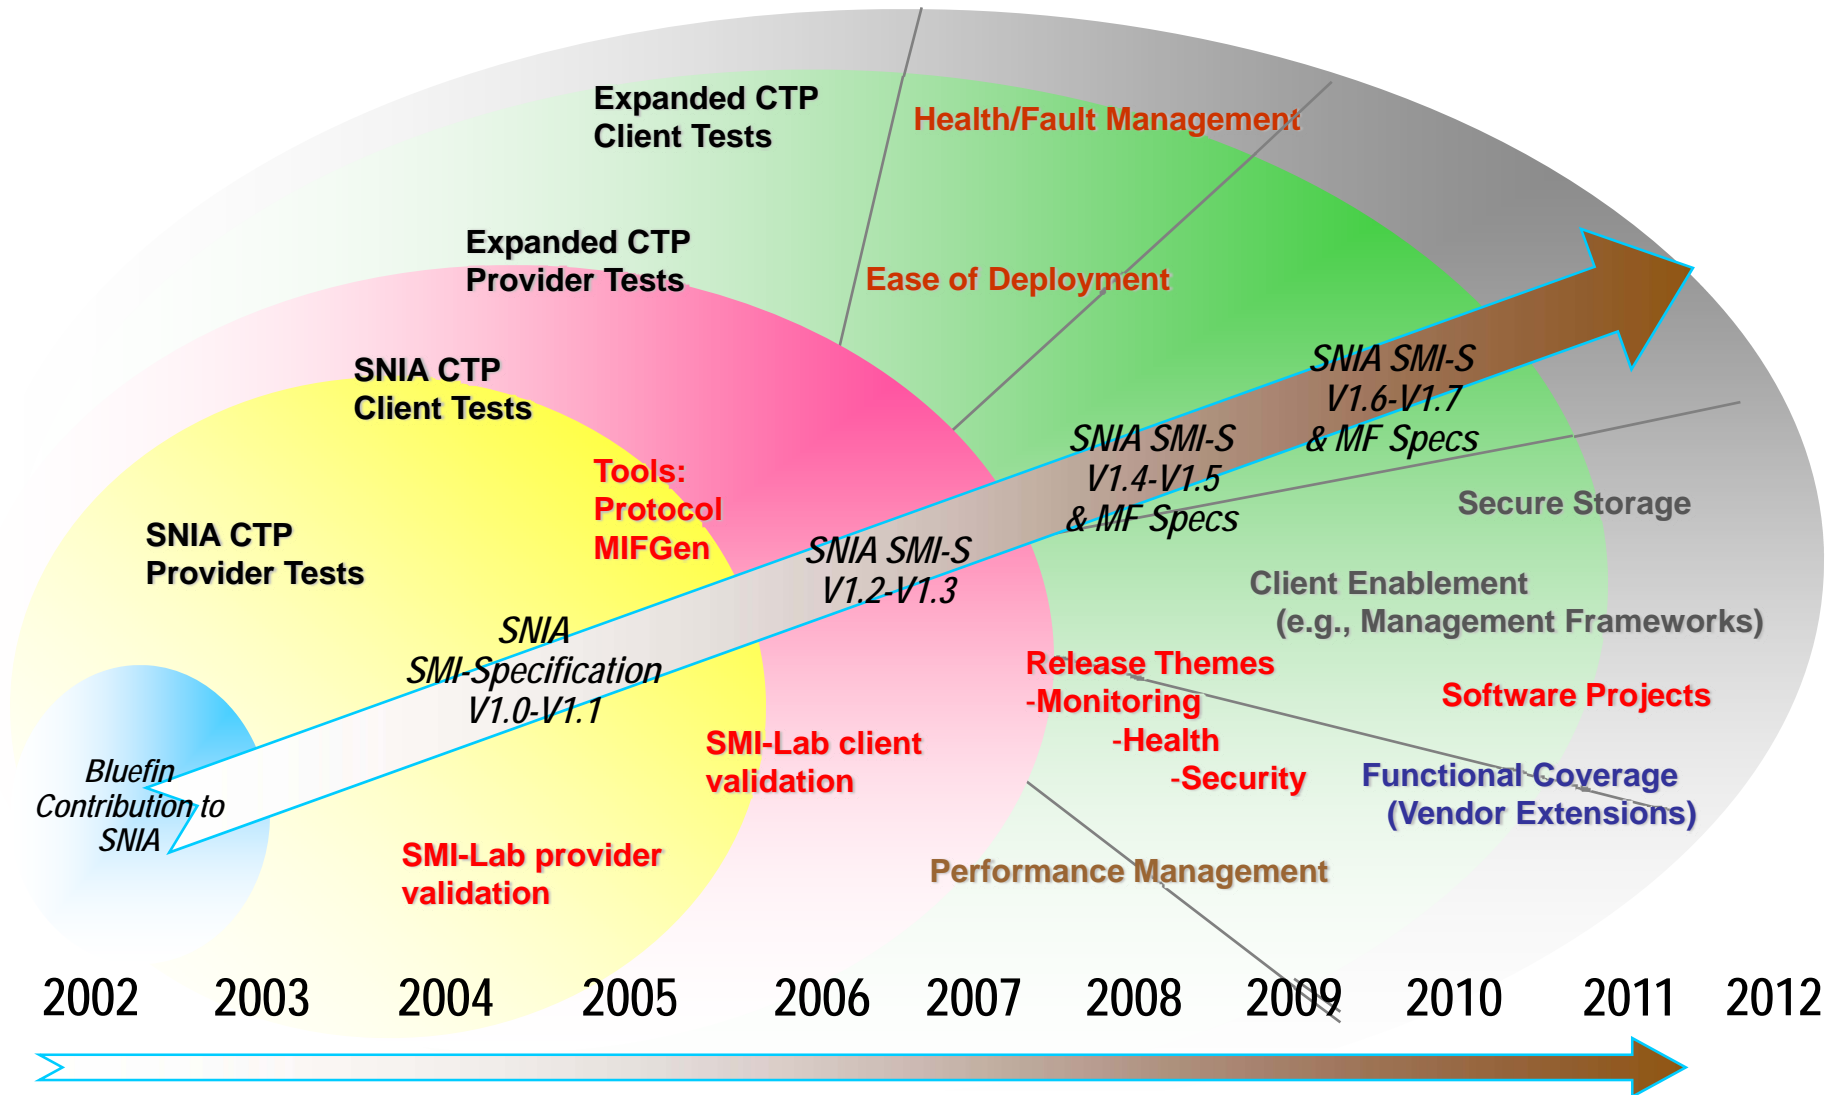 Expanded CTP
Client Tests
Health/Fault Management
Expanded CTP
Provider Tests
Ease of Deployment
SNIA CTP
Client Tests
SNIA SMI-S
V1.6-V1.7
& MF Specs
SNIA SMI-S
V1.4-V1.5
& MF Specs
Tools:
Protocol
MIFGen
Secure Storage
SNIA CTP
Provider Tests
SNIA SMI-S
V1.2-V1.3
Client Enablement
(e.g., Management Frameworks)
SNIA
SMI-Specification
V1.0-V1.1
Release Themes
-Monitoring
-Health
-Security
Software Projects
SMI-Lab client
validation
Functional Coverage
(Vendor Extensions)
Bluefin
Contribution to
SNIA
SMI-Lab provider
validation
Performance Management
2002 2003 2004 2005 2006 2007 2008 2009 2010 2011 2012